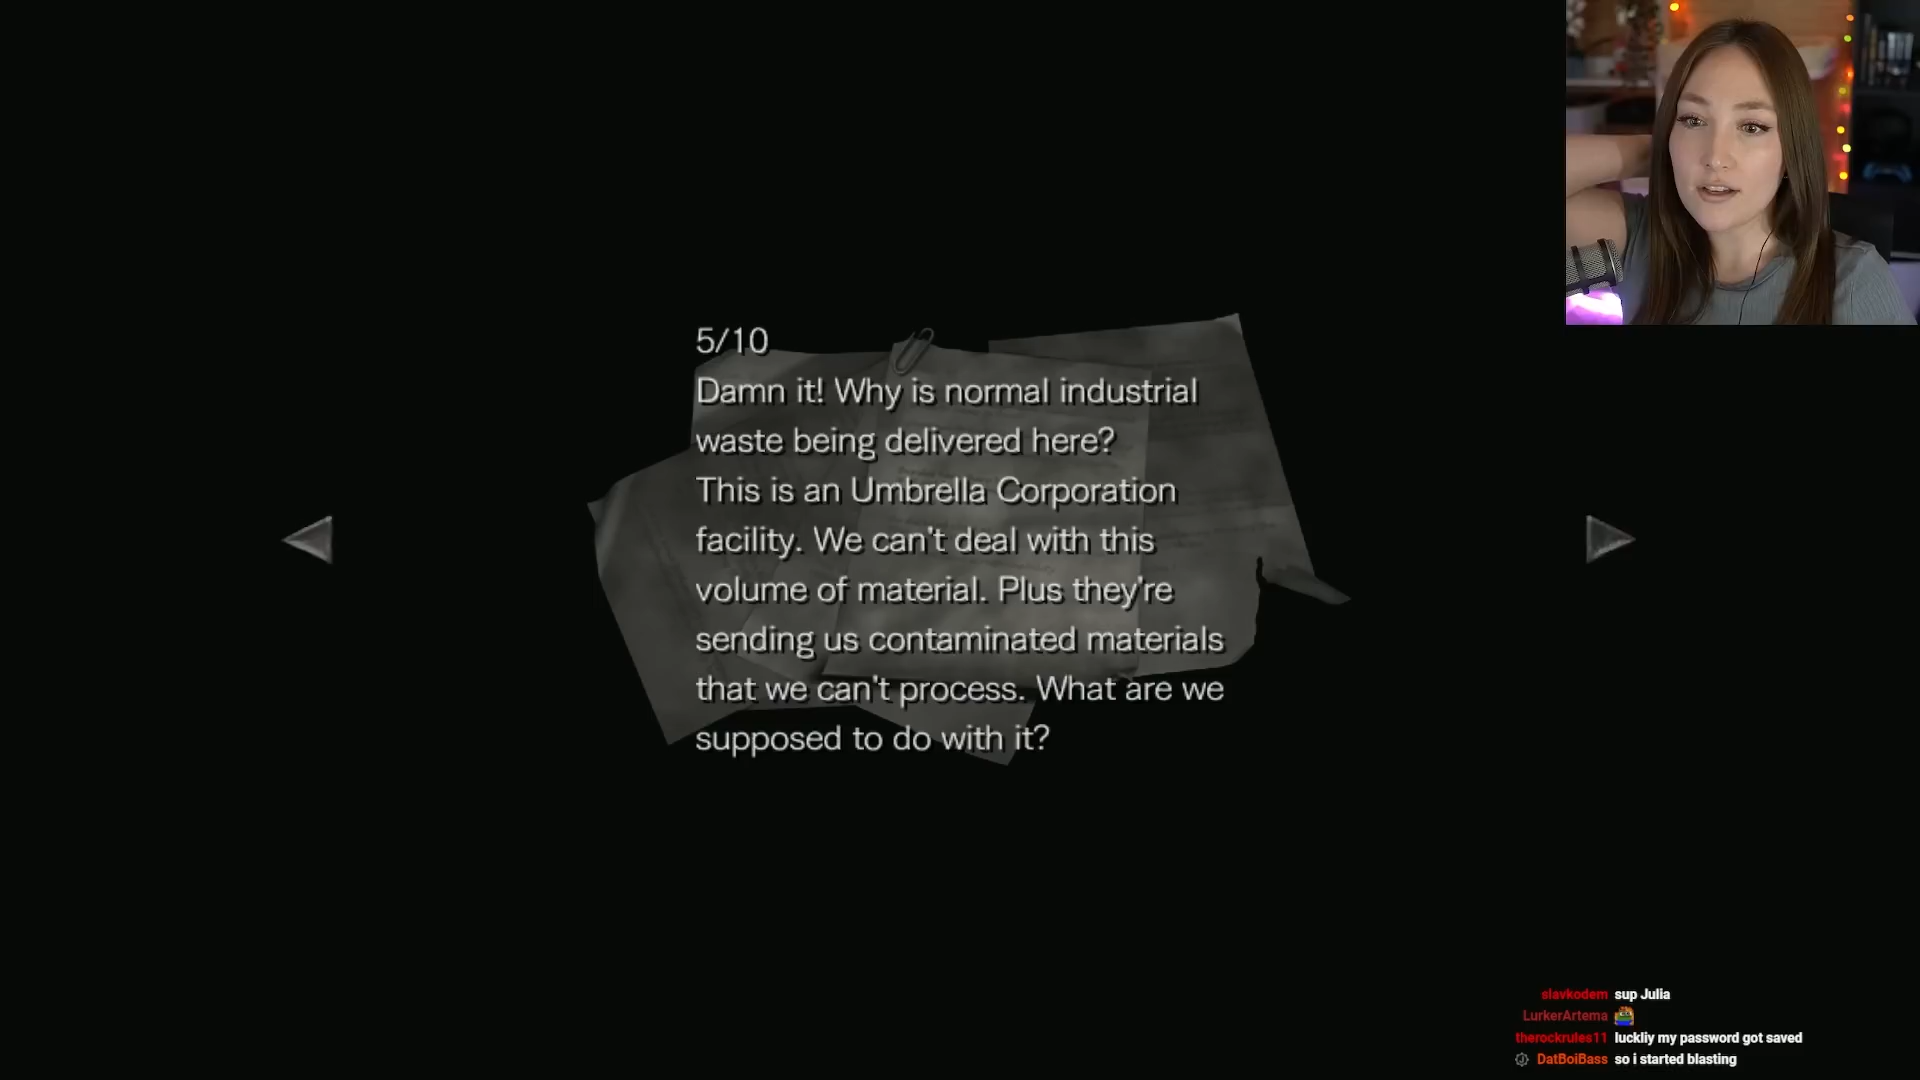 5/10
Damn it! Why is normal industrial
waste being delivered here?
This is an Umbrella Corporation
facility. We can't deal with this
volume of material. Plus they're
sending us contaminated materials
that we can't process. What are we
supposed to do with it?
slavkodem sup Julia
LurkerArtema
therockrules11 luckliy my password got saved
DatBoiBass so i started blasting